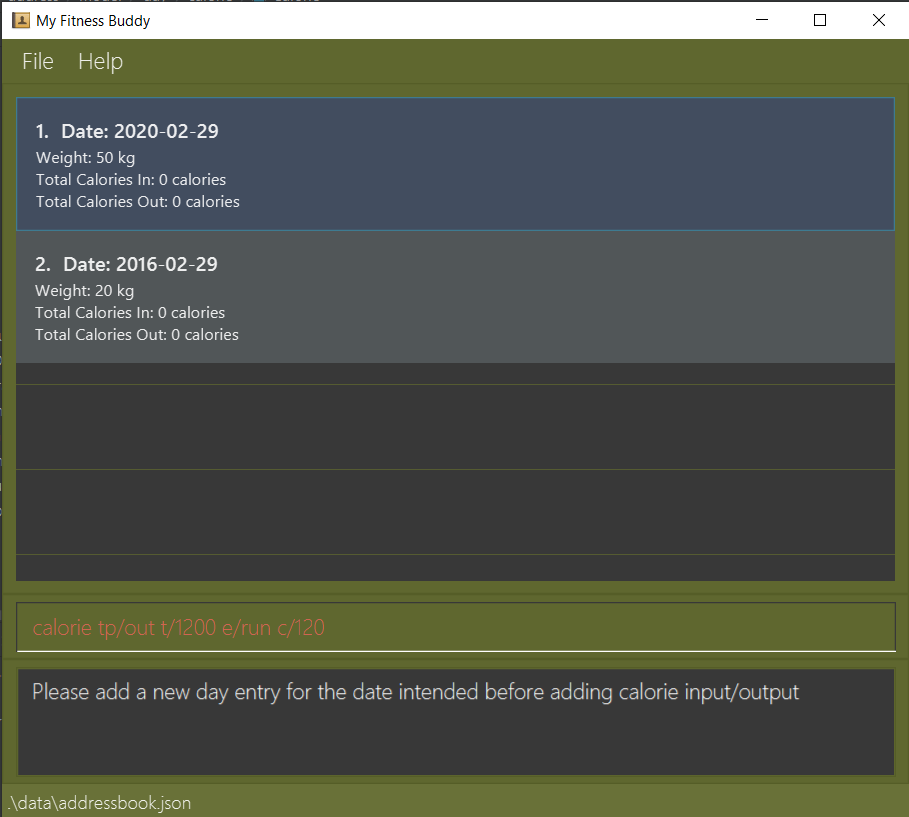 My Fitness Buddy
File Help
1. Date: 2020-02-29
Weight: 50 kg
Total Calories In: 0 calories
Total Calories Out: 0 calories
2. Date: 2016-02-29
Weight: 20 kg
Total Calories In: 0 calories
Total Calories Out: 0 calories
calorie tp/out t/1200 e/run c/120
Please add a new day entry for the date intended before adding calorie input/output
.\data\addressbook.json